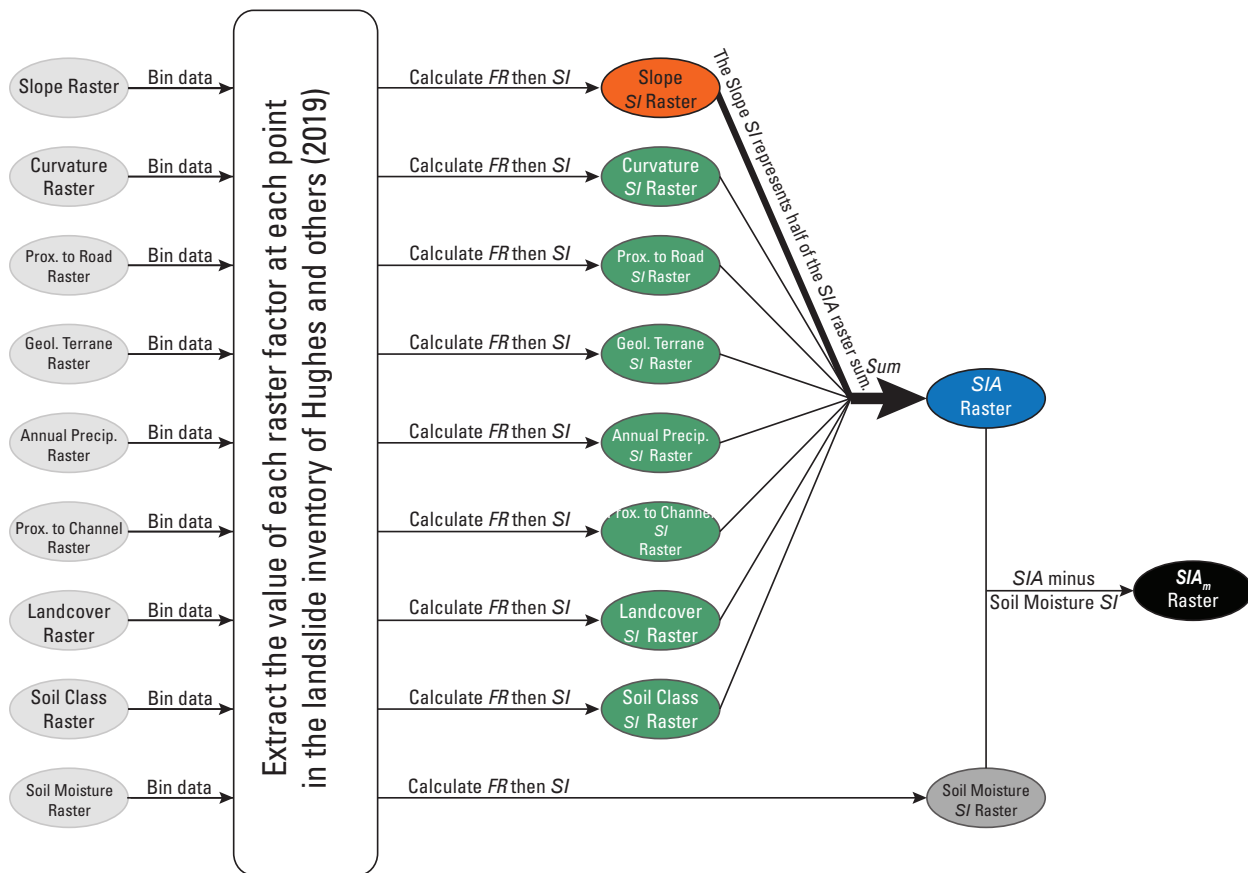 Slope Raster
Bin data
Calculate FR then SI
Slope
SI Raster
Curvature
Raster
Bin data
Calculate FR then SI
Curvature
SI Raster
Prox. to Road
Raster
Bin data
Calculate FR then SI
Prox. to Road
SI Raster
Geol. Terrane
Raster
Bin data
Calculate FR then SI
Geol. Terrane
SI Raster
Annual Precip.
Raster
Bin data
Calculate FR then SI
Annual Precip.
SI Raster
Prox. to Channel
Raster
Bin data
Calculate FR then SI
Prox. to Channel
SI
Raster
Landcover
Raster
Bin data
Calculate FR then SI
Landcover
SI Raster
Soil Class
Raster
Bin data
Calculate FR then SI
Soil Class
SI Raster
Soil Moisture
Raster
Bin data
Calculate FR then SI
Soil Moisture
SI Raster
Extract the value of each raster factor at each point
in the landslide inventory of Hughes and others (2019)
The Slope SI represents half of the SIA raster sum.
Sum
SIA
Raster
SIA minus
Soil Moisture SI
SIAm
Raster